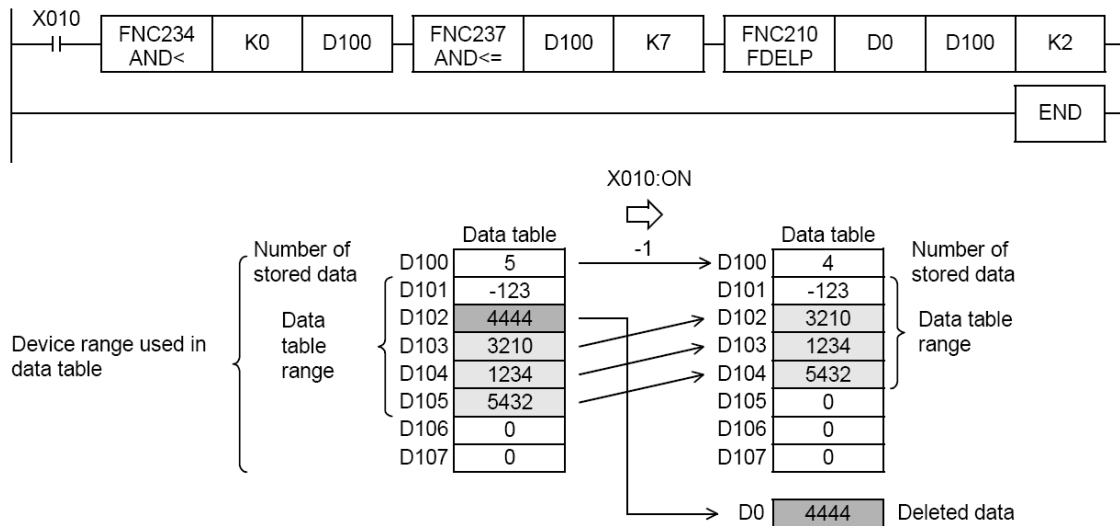 X010
FNC234 AND< K0 D100 FNC237 AND<= D100 K7 FNC210 FDELP D0 D100 K2
END
X010:ON
Data table
-1
Data table
Number of stored data
D100 5
D100 4
Number of stored data
D101 -123
D101 -123
D102 4444
D102 3210
D103 3210
D103 1234
D104 1234
D104 5432
D105 5432
D105 0
D106 0
D106 0
D107 0
D107 0
Data table range
Data table range
Device range used in data table
D0 4444 Deleted data